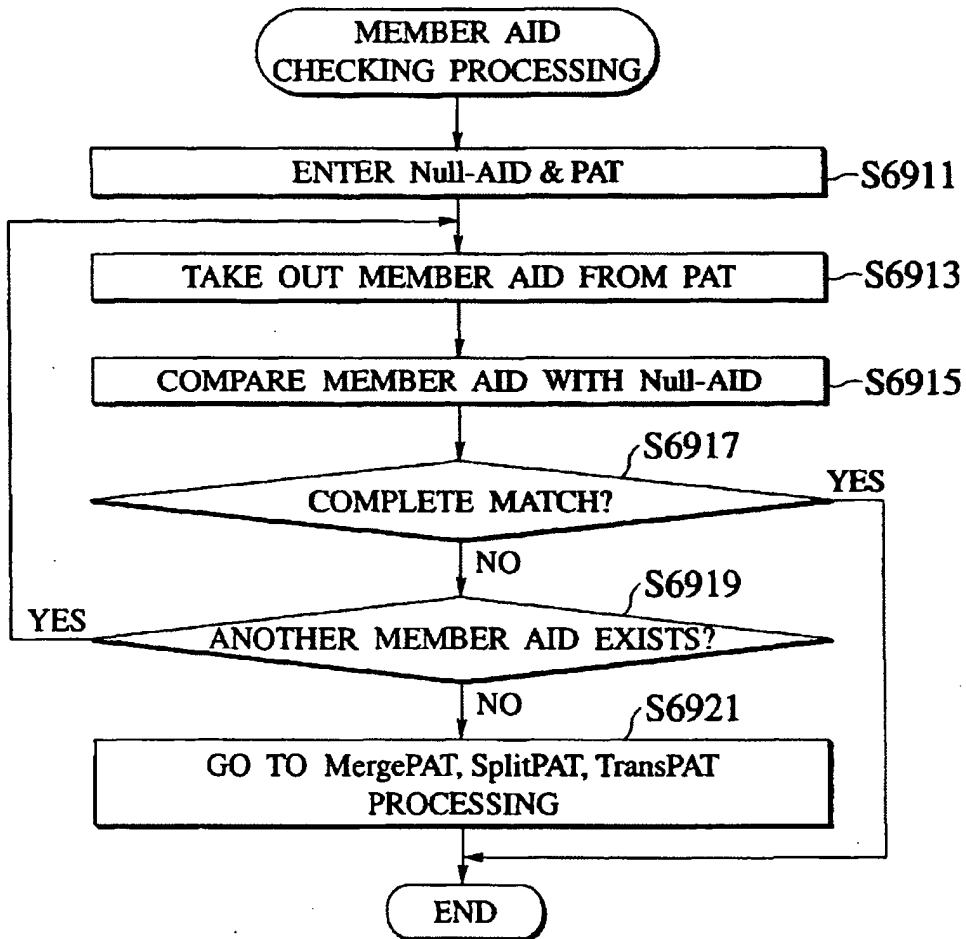 MEMBER AID
CHECKING PROCESSING
ENTER Null-AID & PAT
S6911
TAKE OUT MEMBER AID FROM PAT
S6913
COMPARE MEMBER AID WITH Null-AID
S6915
S6917
COMPLETE MATCH?
YES
NO
S6919
YES
ANOTHER MEMBER AID EXISTS?
NO
S6921
GO TO MergePAT, SplitPAT, TransPAT
PROCESSING
END